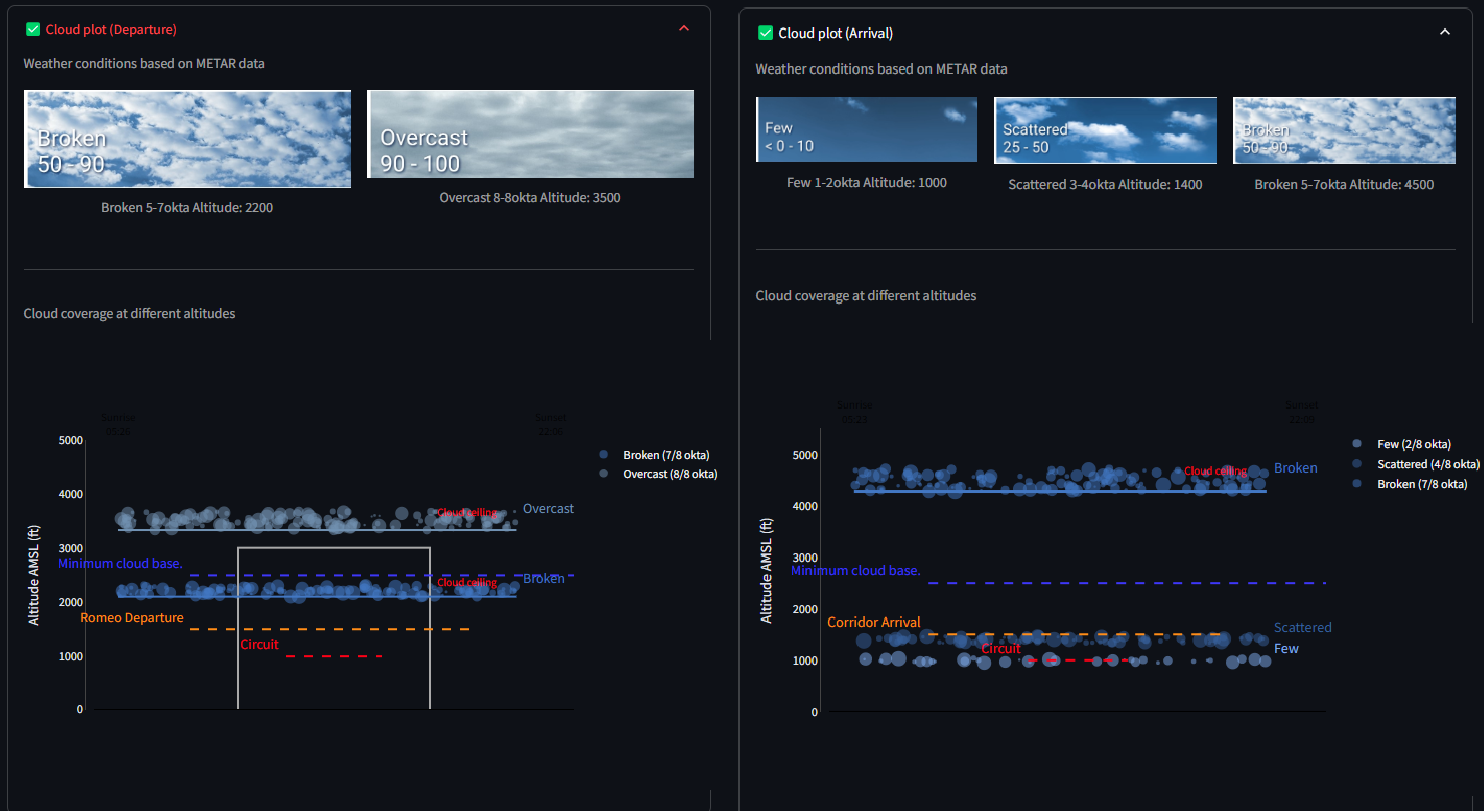 Cloud plot (Departure)
Weather conditions based on METAR data
Broken
50 - 90
Overcast
90 - 100
Broken 5-7okta Altitude: 2200
Overcast 8-8okta Altitude: 3500
Cloud coverage at different altitudes
Sunrise
Sunset
22:05
5000
4000
3000
2000
1000
0
Altitude AMSL (ft)
Broken (7/8 okta)
Overcast (8/8 okta)
Overcast
Cloud ceiling
Minimum cloud base.
Cloud ceiling
Broken
Romeo Departure
Circuit
Cloud plot (Arrival)
Weather conditions based on METAR data
Few
< 0 - 10
Scattered
25 - 50
Broken
50 - 90
Few 1-2okta Altitude: 1000
Scattered 3-4okta Altitude: 1400
Broken 5-7okta Altitude: 4500
Cloud coverage at different altitudes
Sunrise
05:23
Sunset
5000
4000
3000
2000
1000
0
Altitude AMSL (ft)
Few (2/8 okta)
Scattered (4/8 okta)
Broken (7/8 okta)
Cloud ceiling
Broken
Minimum cloud base.
Corridor Arrival
Scattered
Circuit
Few